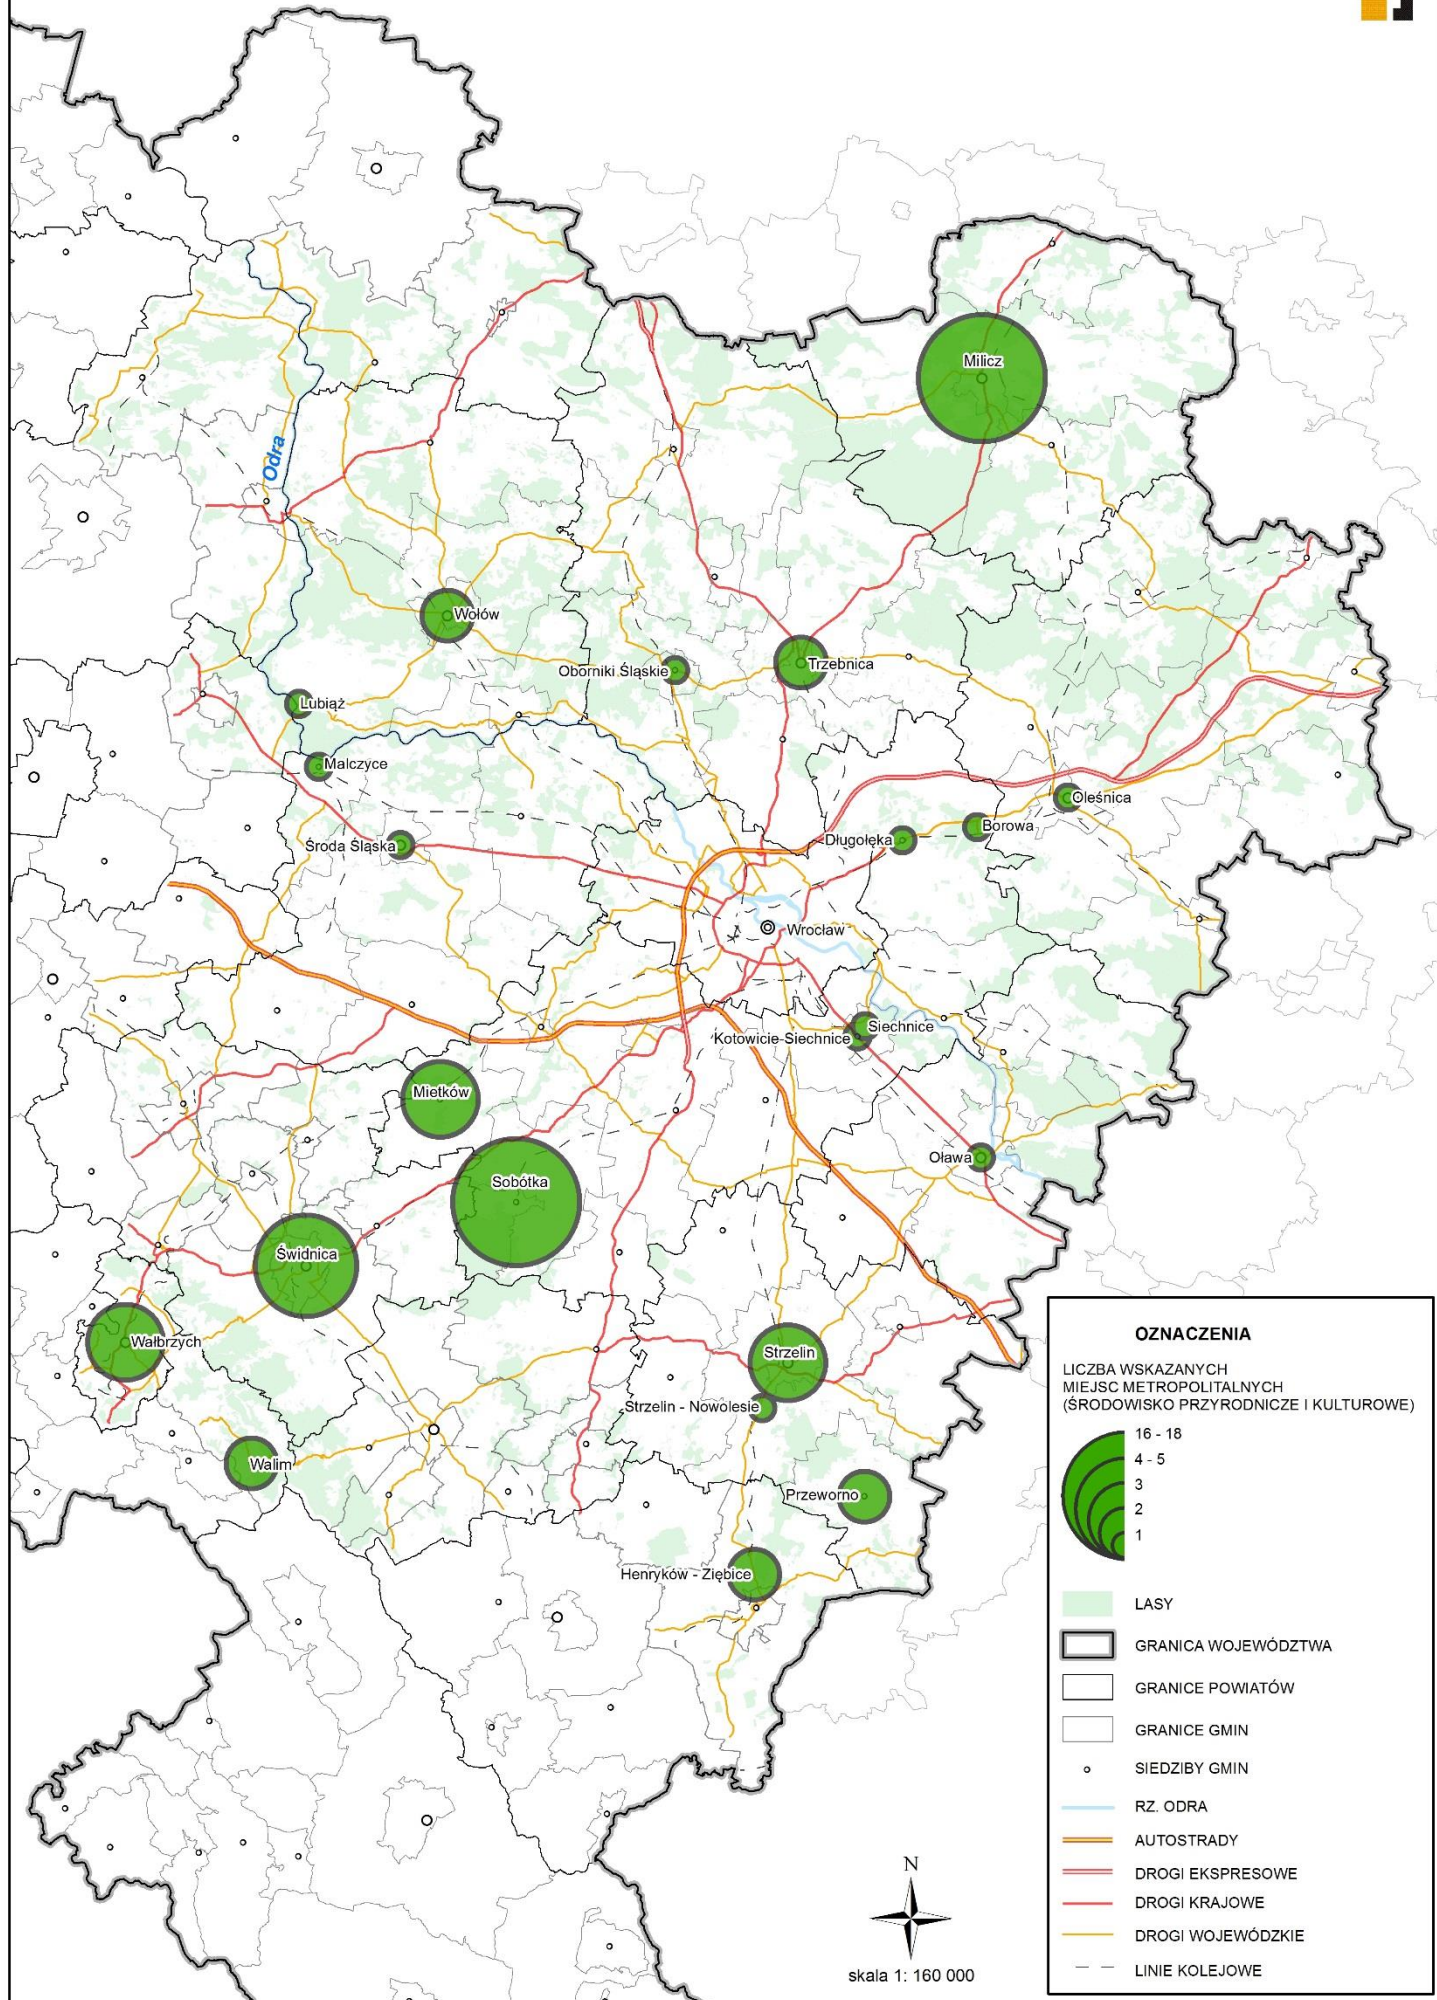 Milicz
Odra
Wołów
Oborniki Śląskie
Trzebnica
Lubiąż
Malczyce
Oleśnica
Borowa
Długołęka
Środa Śląska
Wrocław
Siechnice
Kotowicie-Siechnice
Mietków
Oława
Sobótka
Świdnica
Wałbrzych
Strzelin
Strzelin - Nowolesie
Walim
Przeworno
Henryków - Ziębice
OZNACZENIA
LICZBA WSKAZANYCH
MIEJSC METROPOLITALNYCH
(ŚRODOWISKO PRZYRODNICZE I KULTUROWE)
16 - 18
4 - 5
3
2
1
LASY
GRANICA WOJEWÓDZTWA
GRANICE POWIATÓW
GRANICE GMIN
SIEDZIBY GMIN
RZ. ODRA
AUTOSTRADY
DROGI EKSPRESOWE
DROGI KRAJOWE
DROGI WOJEWÓDZKIE
LINIE KOLEJOWE
N
skala 1: 160 000